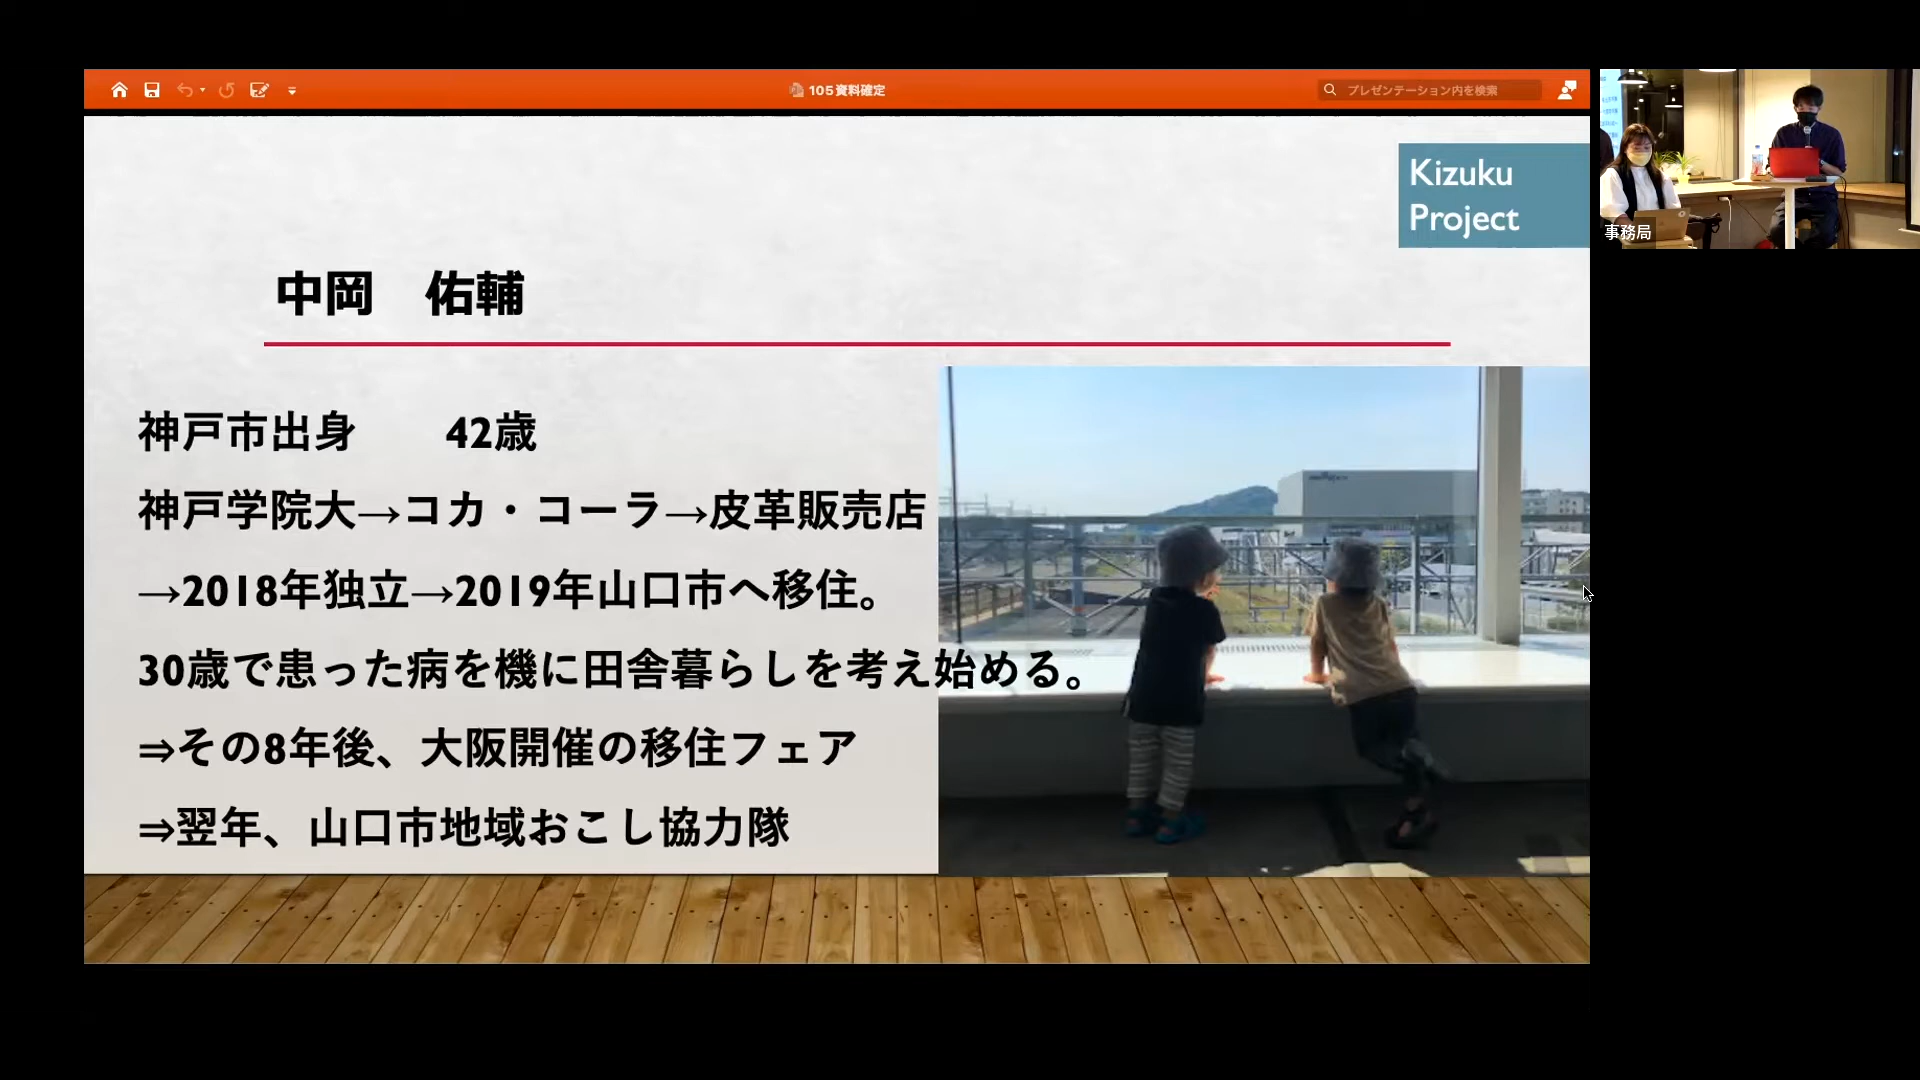 105資料確定
プレゼンテーション内を検索
Kizuku
Project
事務局
中岡　佑輔
神戸市出身　　42歳
神戸学院大→コカ・コーラ→皮革販売店
→2018年独立→2019年山口市へ移住。
30歳で患った病を機に田舎暮らしを考え始める。
⇒その8年後、大阪開催の移住フェア
⇒翌年、山口市地域おこし協力隊